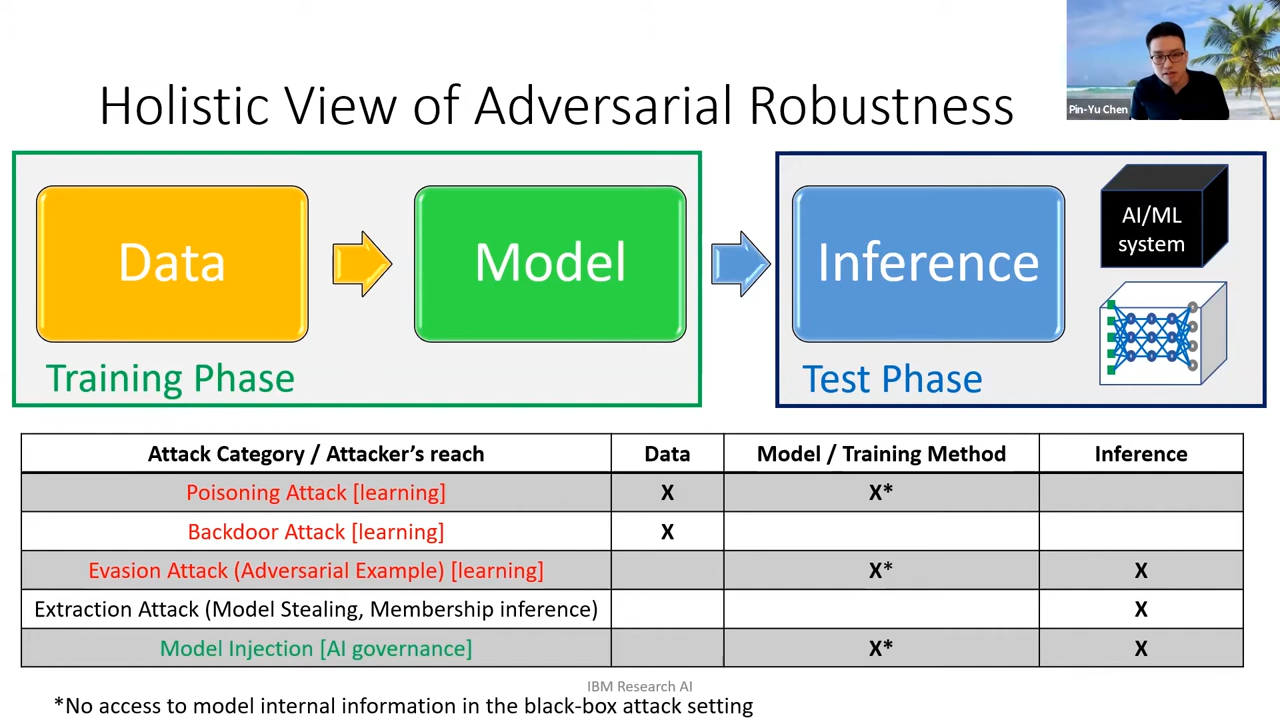 Holistic View of Adversarial Robustness
Pin-Yu Chen
Data
Model
Inference
AI/ML
system
Training Phase
Test Phase
Attack Category / Attacker's reach Data Model / Training Method Inference
Poisoning Attack [learning] X X*
Backdoor Attack [learning] X
Evasion Attack (Adversarial Example) [learning] X* X
Extraction Attack (Model Stealing, Membership inference) X
Model Injection [AI governance] X* X
IBM Research AI
*No access to model internal information in the black-box attack setting